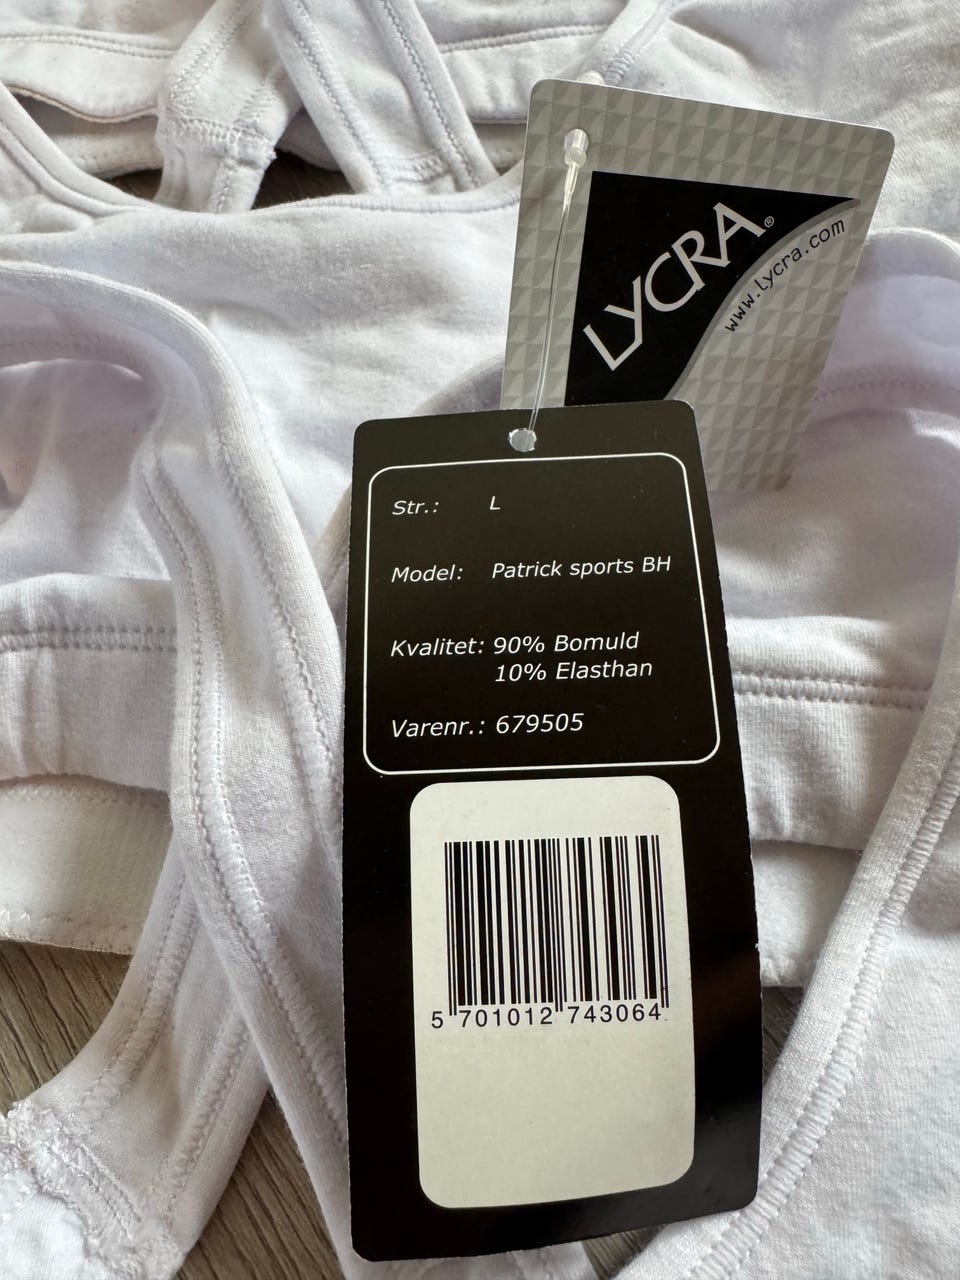 LYCRA®
www.lycra.com
Str.: L
Model: Patrick sports BH
Kvalitet: 90% Bomuld
10% Elasthan
Varenr.: 679505
5 701012 743064